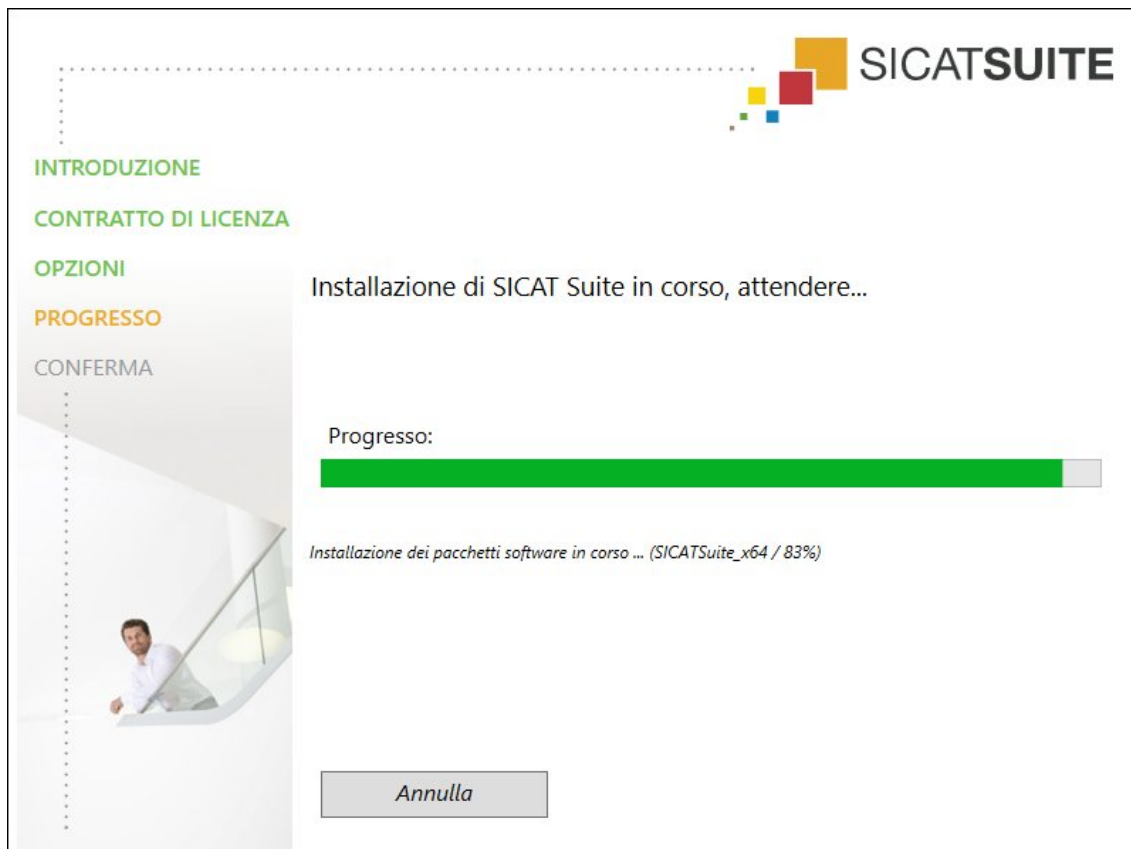 SICATSUITE
INTRODUZIONE
CONTRATTO DI LICENZA
OPZIONI
PROGRESSO
CONFERMA
Installazione di SICAT Suite in corso, attendere...
Progresso:
Installazione dei pacchetti software in corso ... (SICATSuite_x64 / 83%)
Annulla